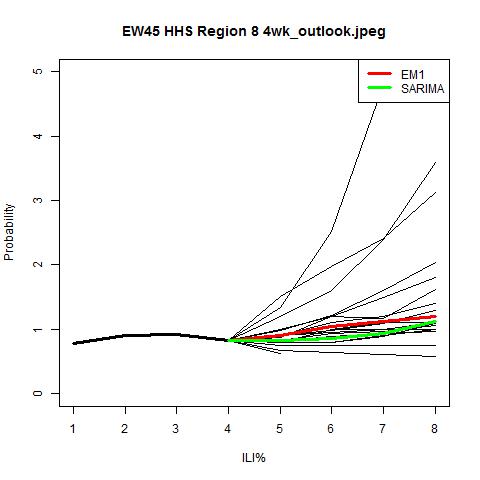 EW45 HHS Region 8 4wk_outlook.jpeg
EM1
SARIMA
Probability
5
4
3
2
1
0
1 2 3 4 5 6 7 8
ILI%